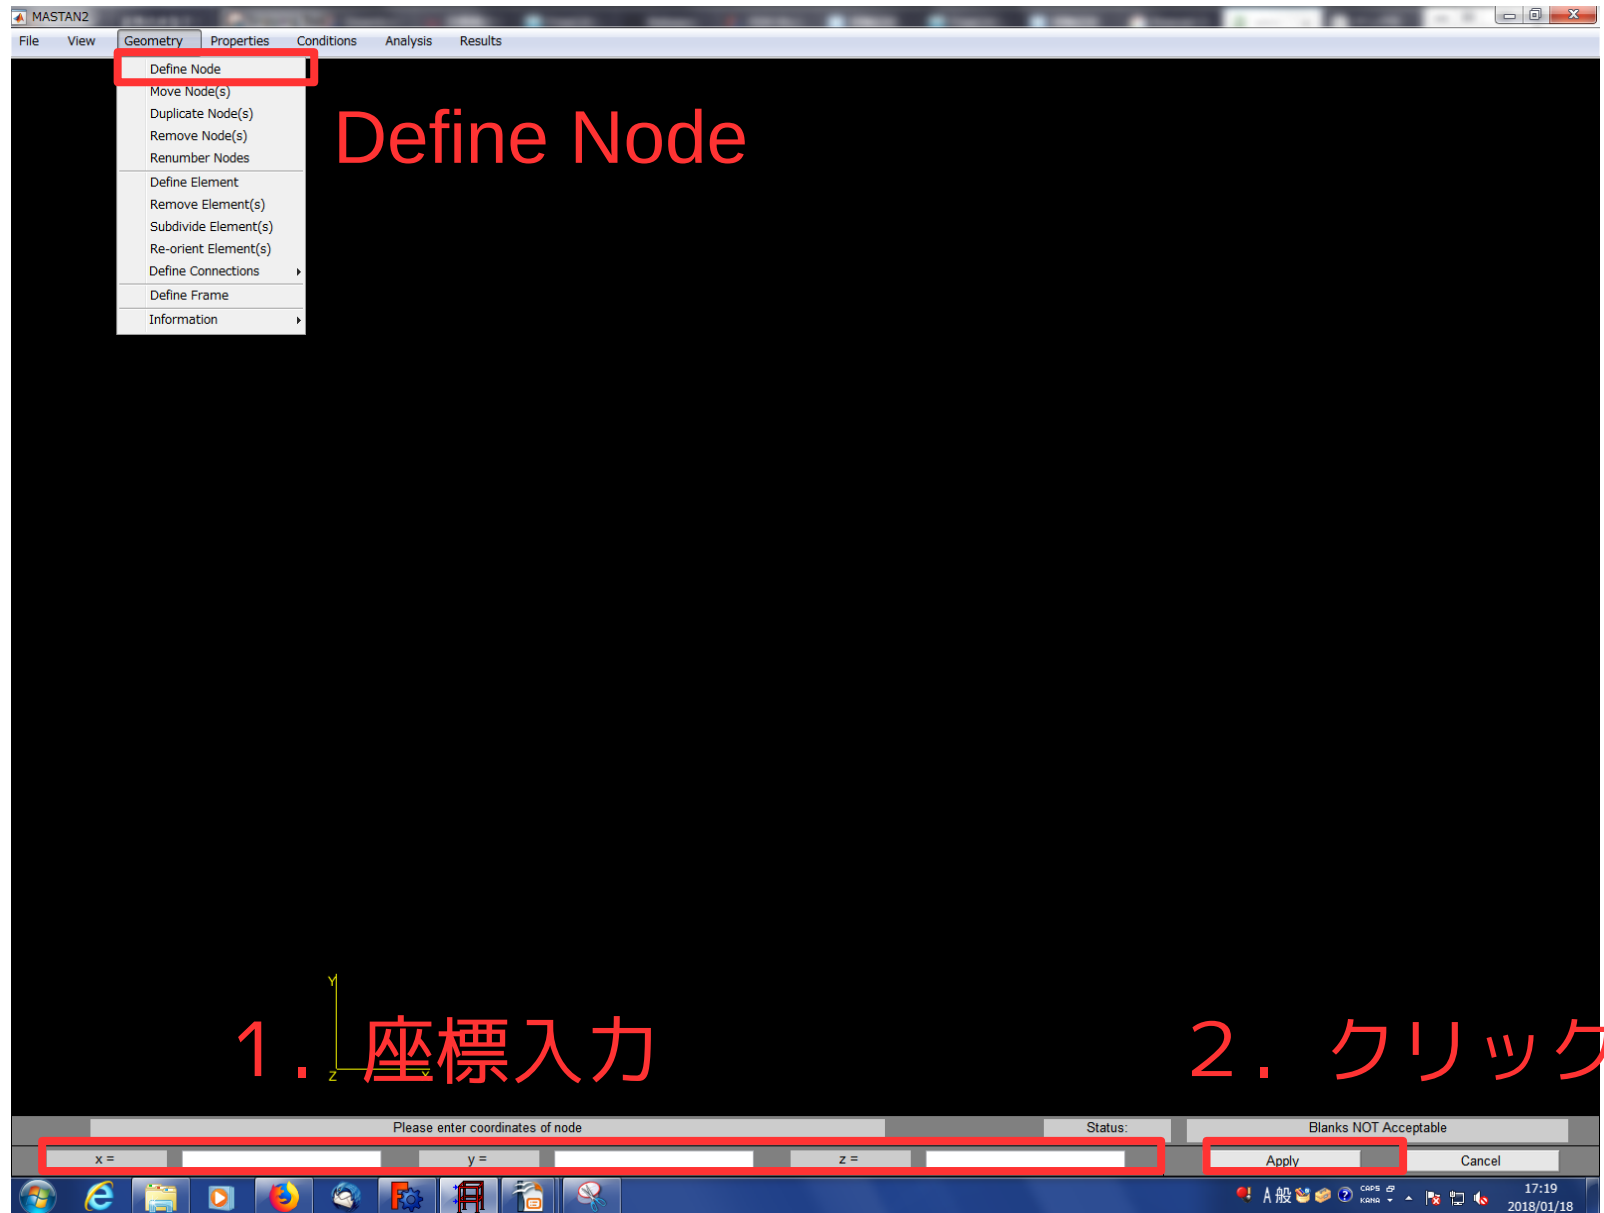 MASTAN2
File View Geometry Properties Conditions Analysis Results
Define Node
Move Node(s)
Duplicate Node(s)
Remove Node(s)
Renumber Nodes
Define Element
Remove Element(s)
Subdivide Element(s)
Re-orient Element(s)
Define Connections
Define Frame
Information
Define Node
Y
Z X
１．座標入力
２．クリック
Please enter coordinates of node Status: Blanks NOT Acceptable
x = y = z = Apply Cancel
A 般 CAPS KANA 17:19
2018/01/18